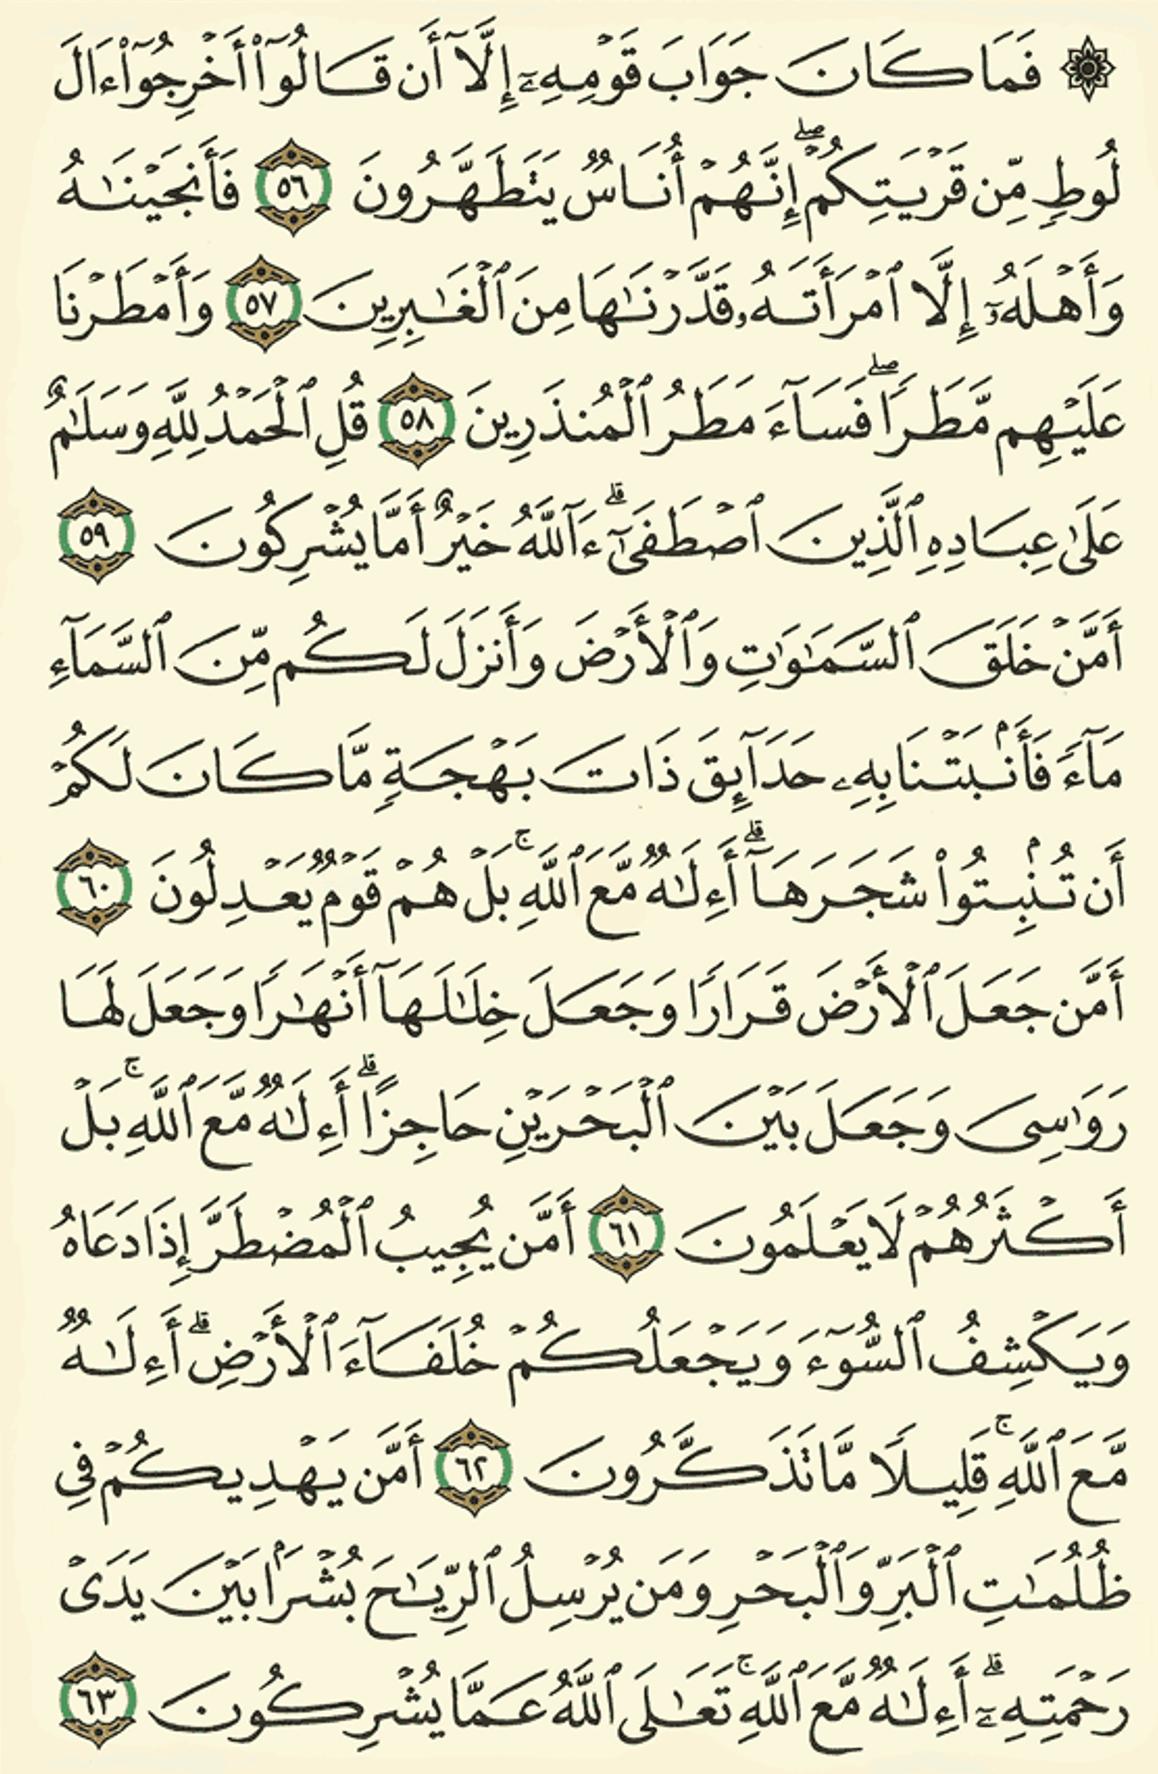 ۞ فَمَا كَانَ جَوَابَ قَوْمِهِۦٓ إِلَّآ أَن قَالُوٓا۟ أَخْرِجُوٓا۟ ءَالَ
لُوطٍ مِّن قَرْيَتِكُمْ ۖ إِنَّهُمْ أُنَاسٌ يَتَطَهَّرُونَ ٥٦ فَأَنجَيْنَـٰهُ
وَأَهْلَهُۥٓ إِلَّا ٱمْرَأَتَهُۥ قَدَّرْنَـٰهَا مِنَ ٱلْغَـٰبِرِينَ ٥٧ وَأَمْطَرْنَا
عَلَيْهِم مَّطَرًا ۖ فَسَآءَ مَطَرُ ٱلْمُنذَرِينَ ٥٨ قُلِ ٱلْحَمْدُ لِلَّهِ وَسَلَـٰمٌ
عَلَىٰ عِبَادِهِ ٱلَّذِينَ ٱصْطَفَىٰٓ ۗ ءَآللَّهُ خَيْرٌ أَمَّا يُشْرِكُونَ ٥٩
أَمَّنْ خَلَقَ ٱلسَّمَـٰوَٰتِ وَٱلْأَرْضَ وَأَنزَلَ لَكُم مِّنَ ٱلسَّمَآءِ
مَآءً فَأَنۢبَتْنَا بِهِۦ حَدَآئِقَ ذَاتَ بَهْجَةٍ مَّا كَانَ لَكُمْ
أَن تُنۢبِتُوا۟ شَجَرَهَآ ۗ أَءِلَـٰهٌ مَّعَ ٱللَّهِ ۚ بَلْ هُمْ قَوْمٌ يَعْدِلُونَ ٦٠
أَمَّن جَعَلَ ٱلْأَرْضَ قَرَارًا وَجَعَلَ خِلَـٰلَهَآ أَنْهَـٰرًا وَجَعَلَ لَهَا
رَوَٰسِىَ وَجَعَلَ بَيْنَ ٱلْبَحْرَيْنِ حَاجِزًا ۗ أَءِلَـٰهٌ مَّعَ ٱللَّهِ ۚ بَلْ
أَكْثَرُهُمْ لَا يَعْلَمُونَ ٦١ أَمَّن يُجِيبُ ٱلْمُضْطَرَّ إِذَا دَعَاهُ
وَيَكْشِفُ ٱلسُّوٓءَ وَيَجْعَلُكُمْ خُلَفَآءَ ٱلْأَرْضِ ۗ أَءِلَـٰهٌ
مَّعَ ٱللَّهِ ۚ قَلِيلًا مَّا تَذَكَّرُونَ ٦٢ أَمَّن يَهْدِيكُمْ فِى
ظُلُمَـٰتِ ٱلْبَرِّ وَٱلْبَحْرِ وَمَن يُرْسِلُ ٱلرِّيَـٰحَ بُشْرًۢا بَيْنَ يَدَىْ
رَحْمَتِهِۦٓ ۗ أَءِلَـٰهٌ مَّعَ ٱللَّهِ ۚ تَعَـٰلَى ٱللَّهُ عَمَّا يُشْرِكُونَ ٦٣